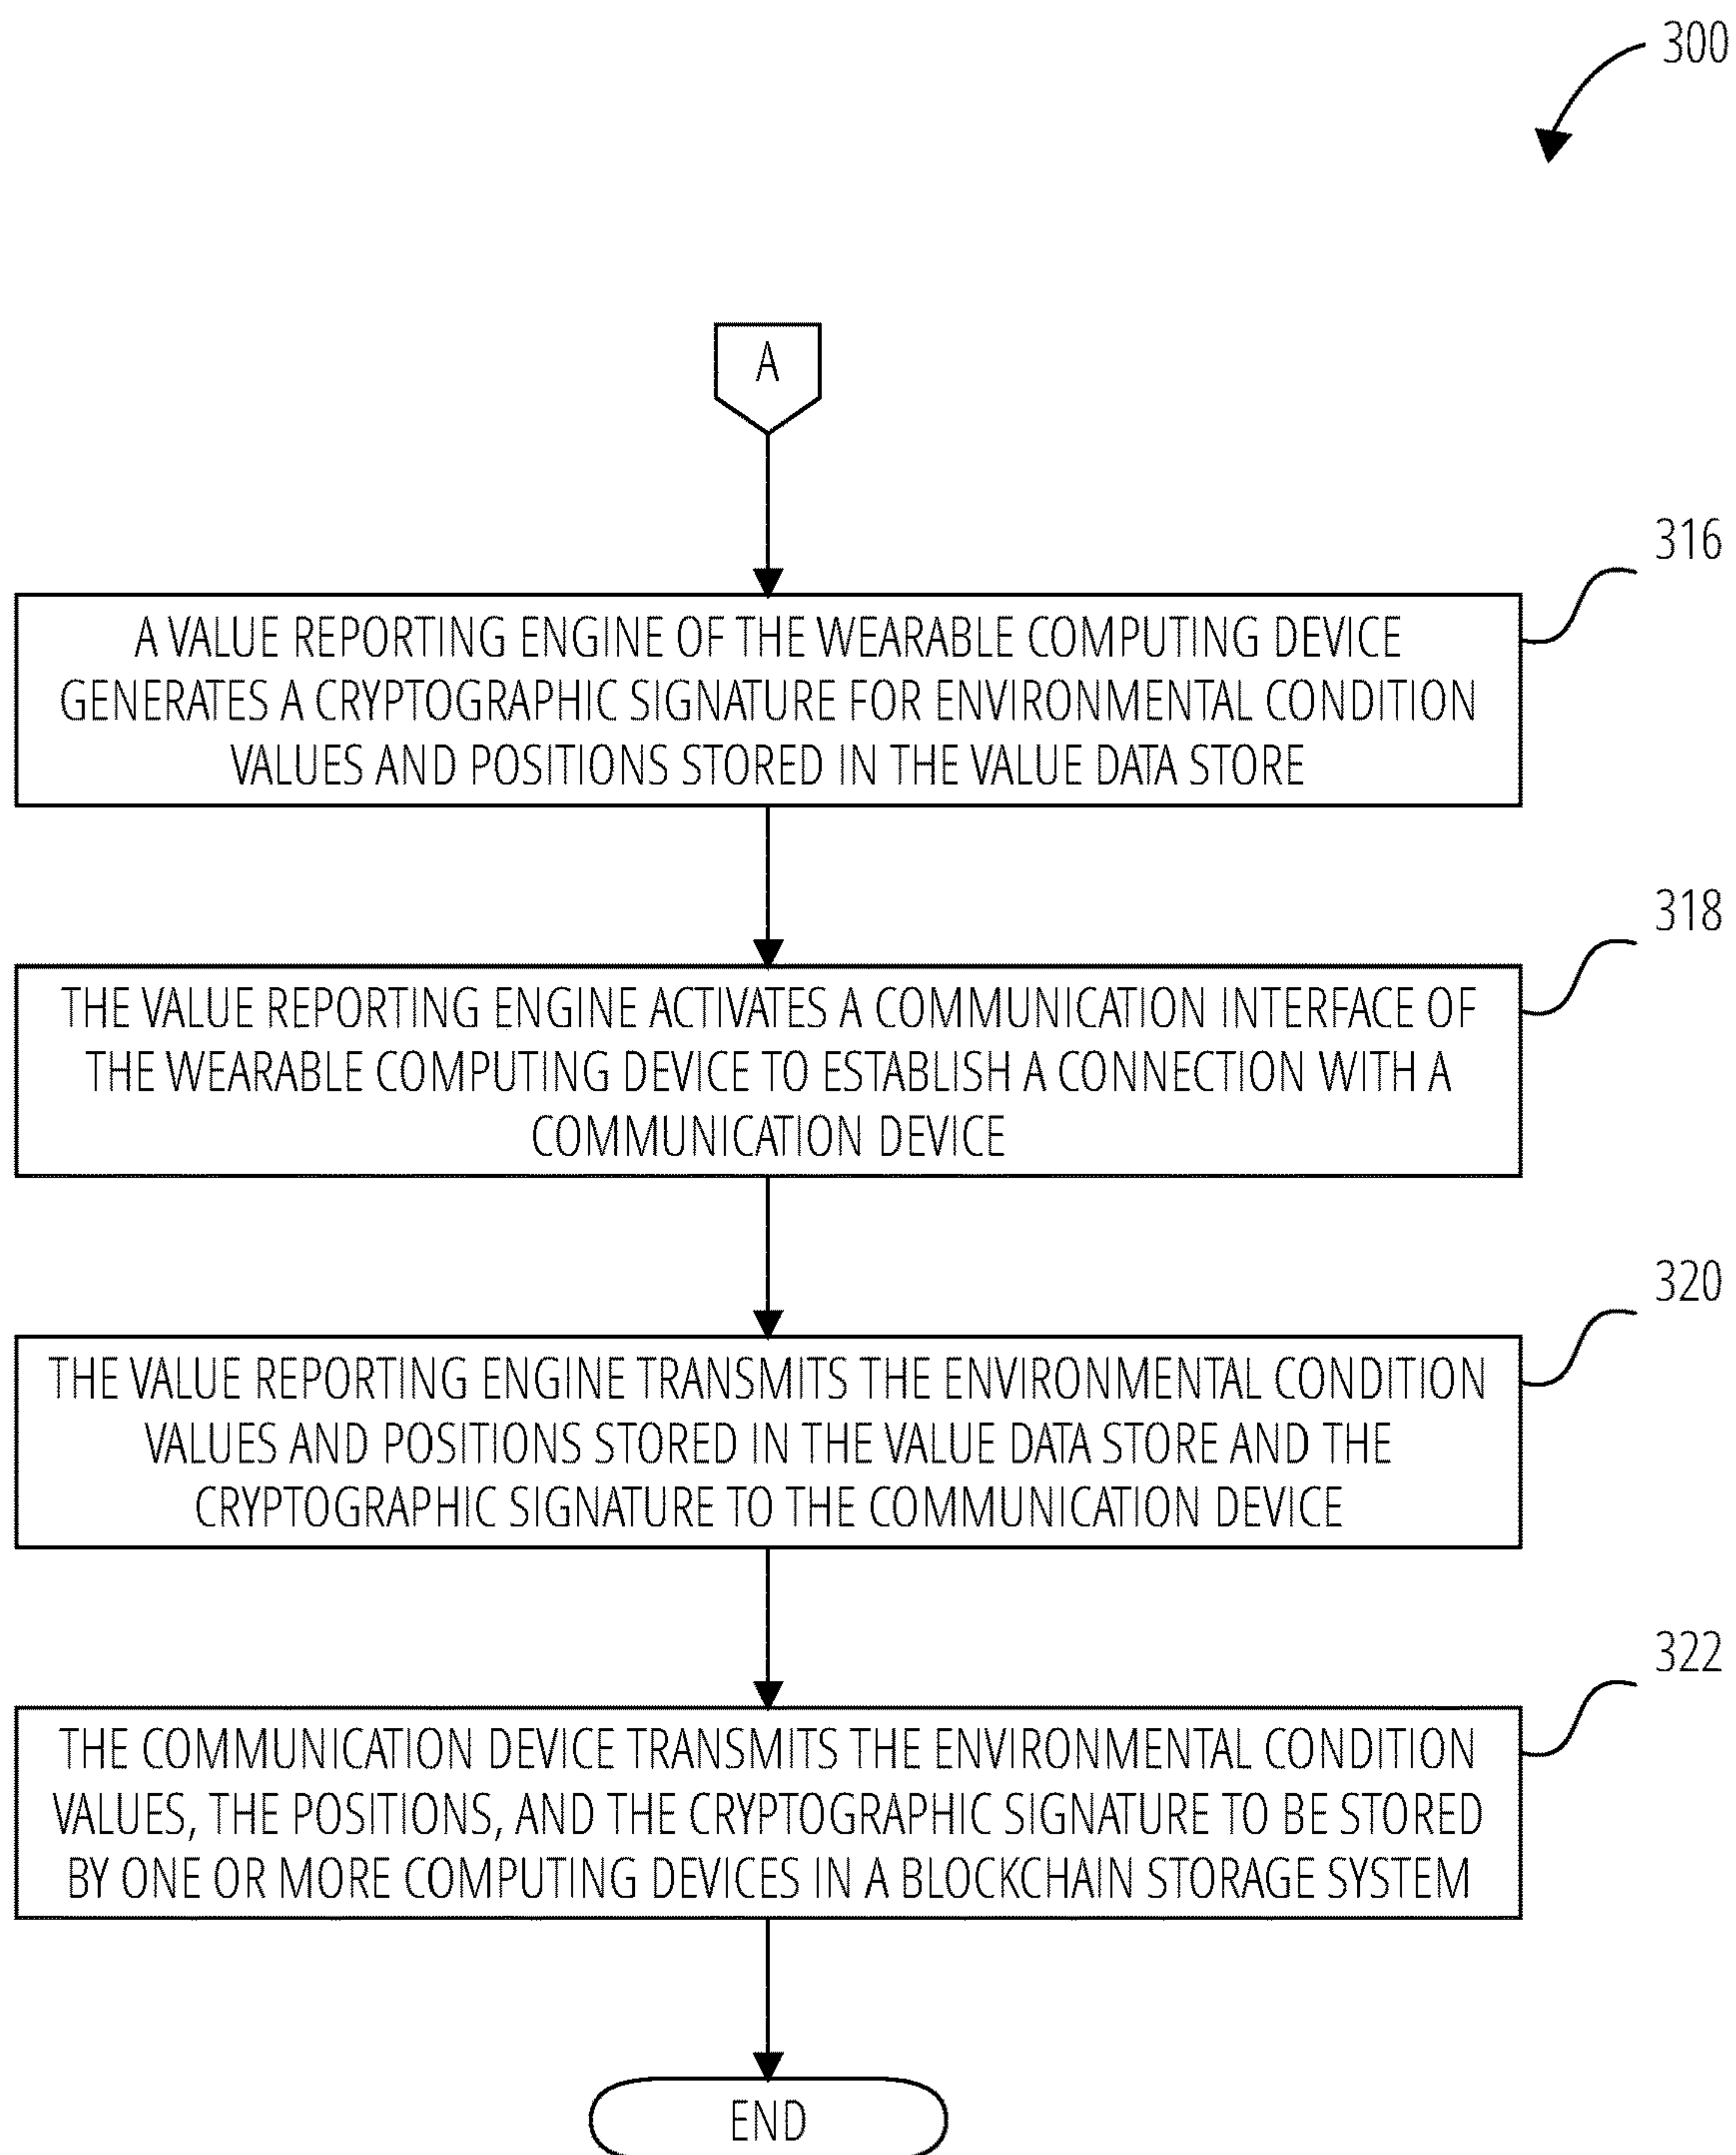 300
A
316
A VALUE REPORTING ENGINE OF THE WEARABLE COMPUTING DEVICE
GENERATES A CRYPTOGRAPHIC SIGNATURE FOR ENVIRONMENTAL CONDITION
VALUES AND POSITIONS STORED IN THE VALUE DATA STORE
318
THE VALUE REPORTING ENGINE ACTIVATES A COMMUNICATION INTERFACE OF
THE WEARABLE COMPUTING DEVICE TO ESTABLISH A CONNECTION WITH A
COMMUNICATION DEVICE
320
THE VALUE REPORTING ENGINE TRANSMITS THE ENVIRONMENTAL CONDITION
VALUES AND POSITIONS STORED IN THE VALUE DATA STORE AND THE
CRYPTOGRAPHIC SIGNATURE TO THE COMMUNICATION DEVICE
322
THE COMMUNICATION DEVICE TRANSMITS THE ENVIRONMENTAL CONDITION
VALUES, THE POSITIONS, AND THE CRYPTOGRAPHIC SIGNATURE TO BE STORED
BY ONE OR MORE COMPUTING DEVICES IN A BLOCKCHAIN STORAGE SYSTEM
END